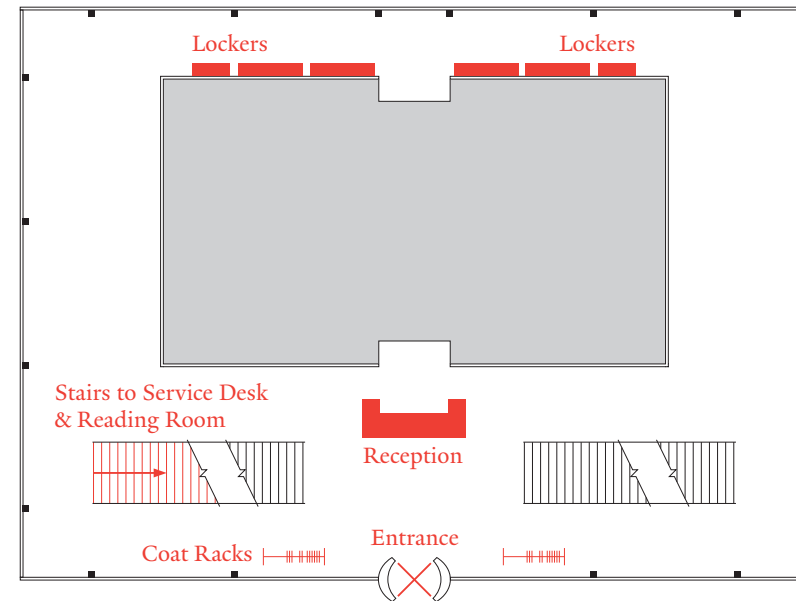 Lockers
Lockers
Stairs to Service Desk
& Reading Room
Reception
Entrance
Coat Racks